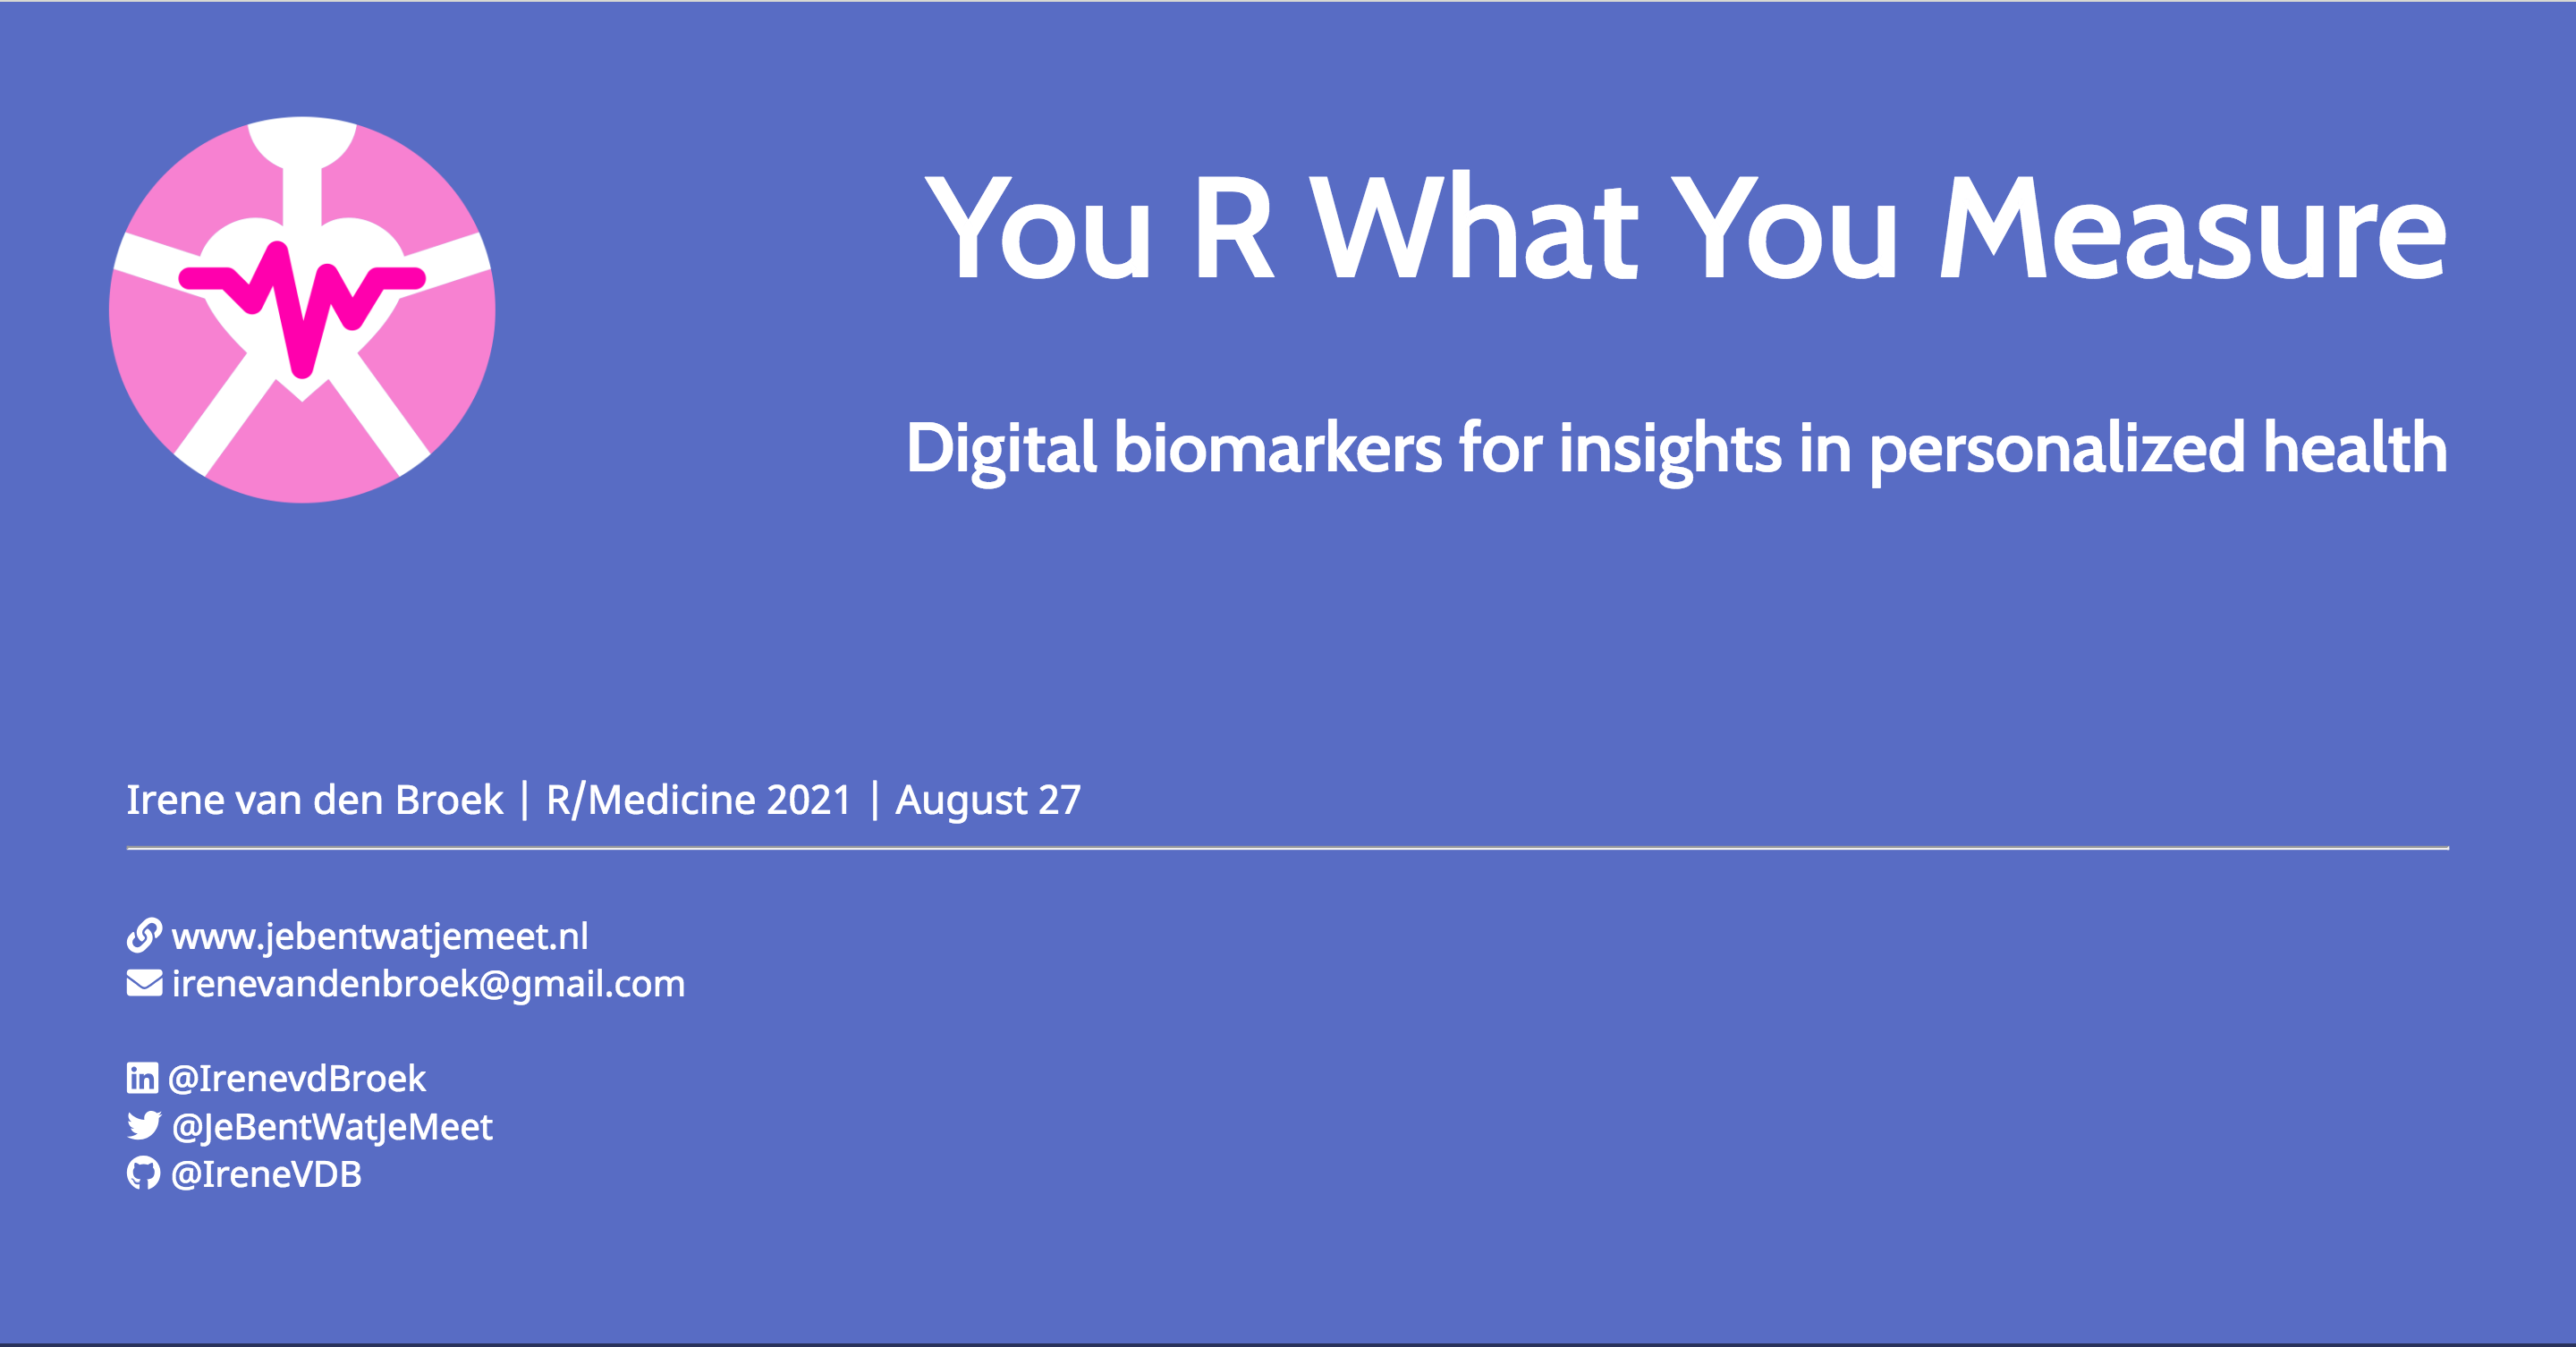 You R What You Measure
Digital biomarkers for insights in personalized health
Irene van den Broek | R/Medicine 2021 | August 27
www.jebentwatjemeet.nl
irenevandenbroek@gmail.com
@IrenevdBroek
@JeBentWatJeMeet
@IreneVDB